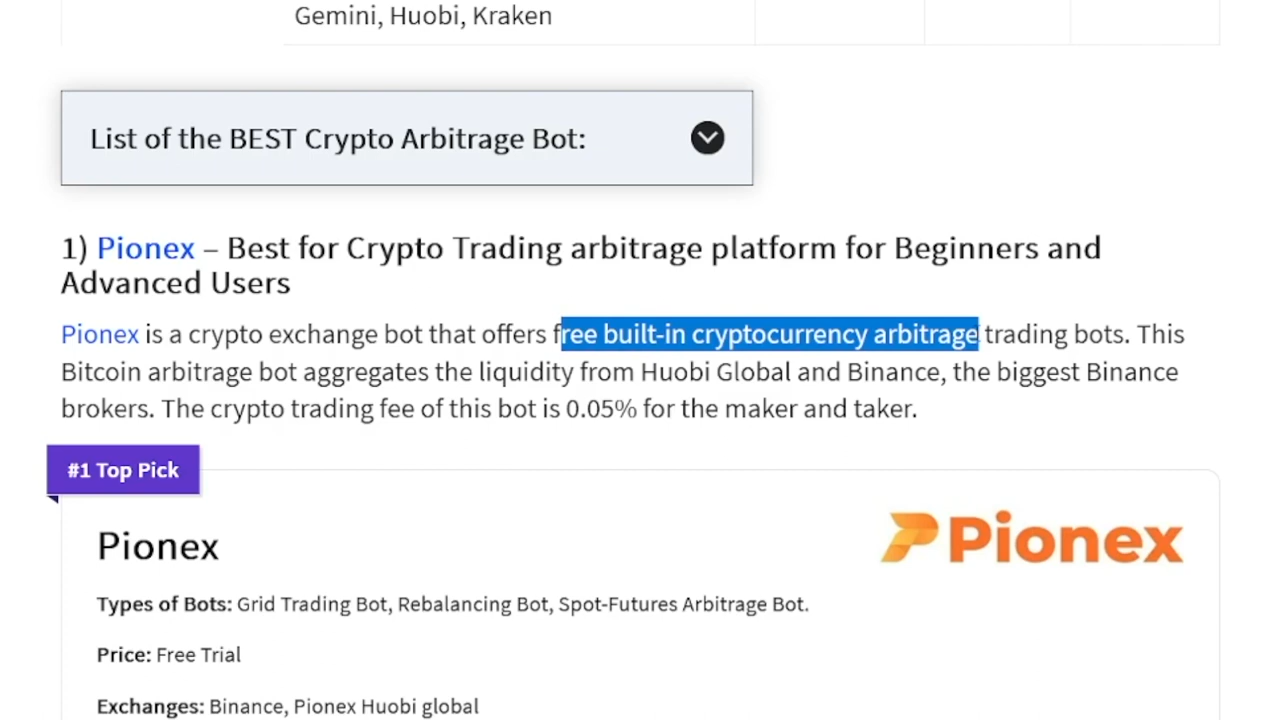 Gemini, Huobi, Kraken
List of the BEST Crypto Arbitrage Bot:
1) Pionex – Best for Crypto Trading arbitrage platform for Beginners and
Advanced Users
Pionex is a crypto exchange bot that offers free built-in cryptocurrency arbitrage trading bots. This
Bitcoin arbitrage bot aggregates the liquidity from Huobi Global and Binance, the biggest Binance
brokers. The crypto trading fee of this bot is 0.05% for the maker and taker.
#1 Top Pick
Pionex
Pionex
Types of Bots: Grid Trading Bot, Rebalancing Bot, Spot-Futures Arbitrage Bot.
Price: Free Trial
Exchanges: Binance, Pionex Huobi global